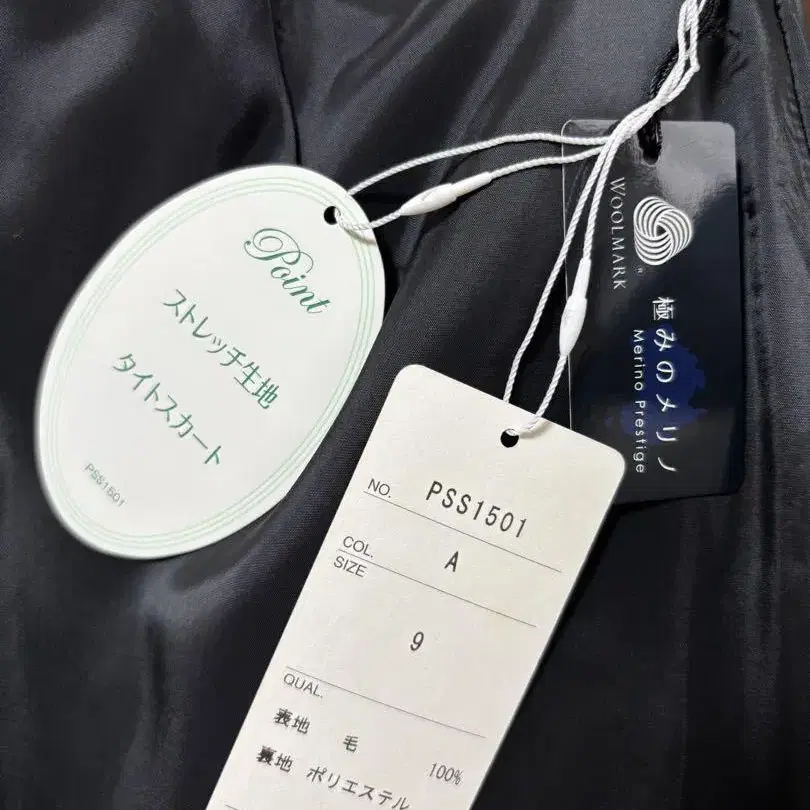 Point
ストレッチ生地
タイトスカート
PSS1501
WOOLMARK
®
極みのメリノ
Merino Prestige
NO. PSS1501
COL. A
SIZE
9
QUAL.
表地 毛 100%
裏地 ポリエステル